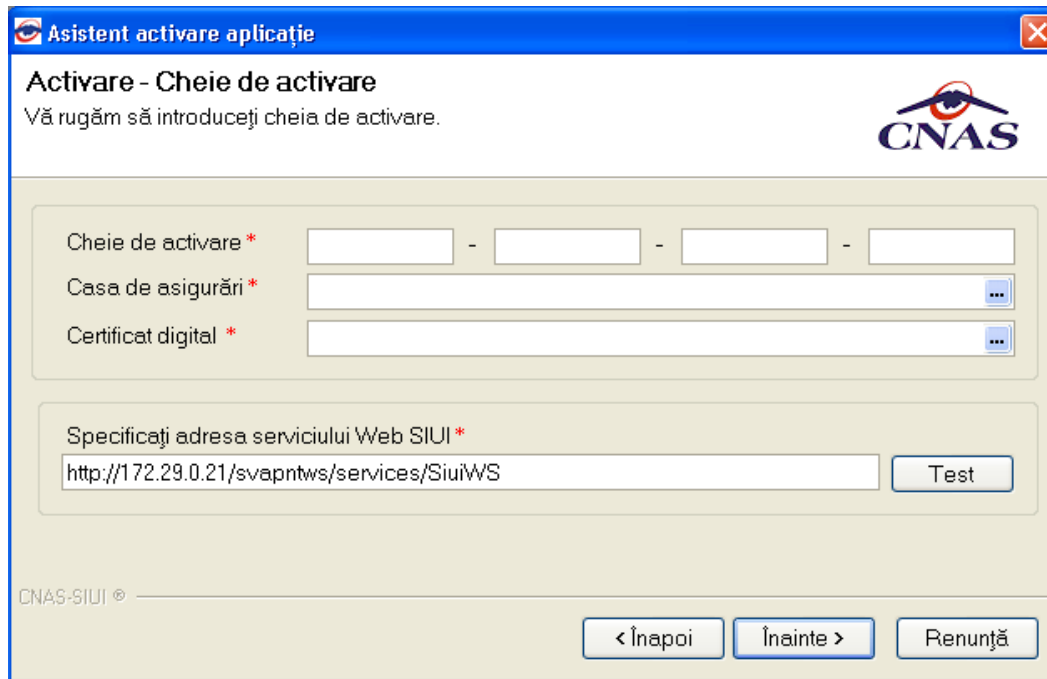 Asistent activare aplicaţie
Activare - Cheie de activare
Vă rugăm să introduceţi cheia de activare.
CNAS
Cheie de activare * - - -
Casa de asigurări * ...
Certificat digital * ...
Specificaţi adresa serviciului Web SIUI *
http://172.29.0.21/svapntws/services/SiuiWS Test
CNAS-SIUI ®
< Înapoi Înainte > Renunţă